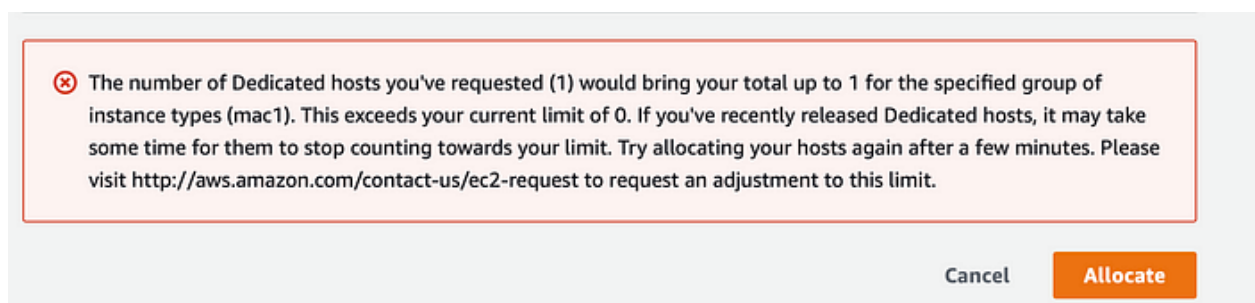 The number of Dedicated hosts you've requested (1) would bring your total up to 1 for the specified group of
instance types (mac1). This exceeds your current limit of 0. If you've recently released Dedicated hosts, it may take
some time for them to stop counting towards your limit. Try allocating your hosts again after a few minutes. Please
visit http://aws.amazon.com/contact-us/ec2-request to request an adjustment to this limit.
Cancel Allocate